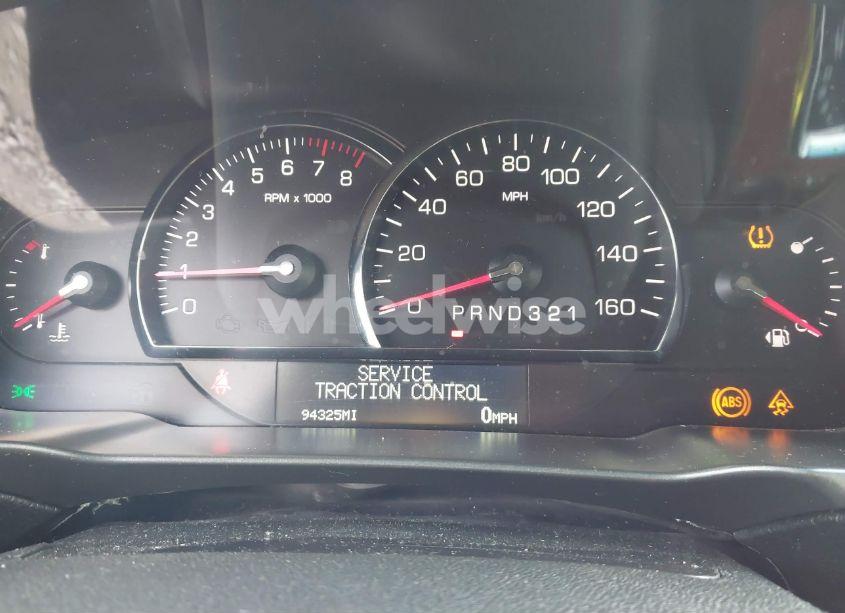 0 1 2 3 4 5 6 7 8
RPM x 1000
0 20 40 60 80 100 120 140 160
MPH
km/h
PRND321
wheelwise
SERVICE
TRACTION CONTROL
94325MI 0MPH
ABS